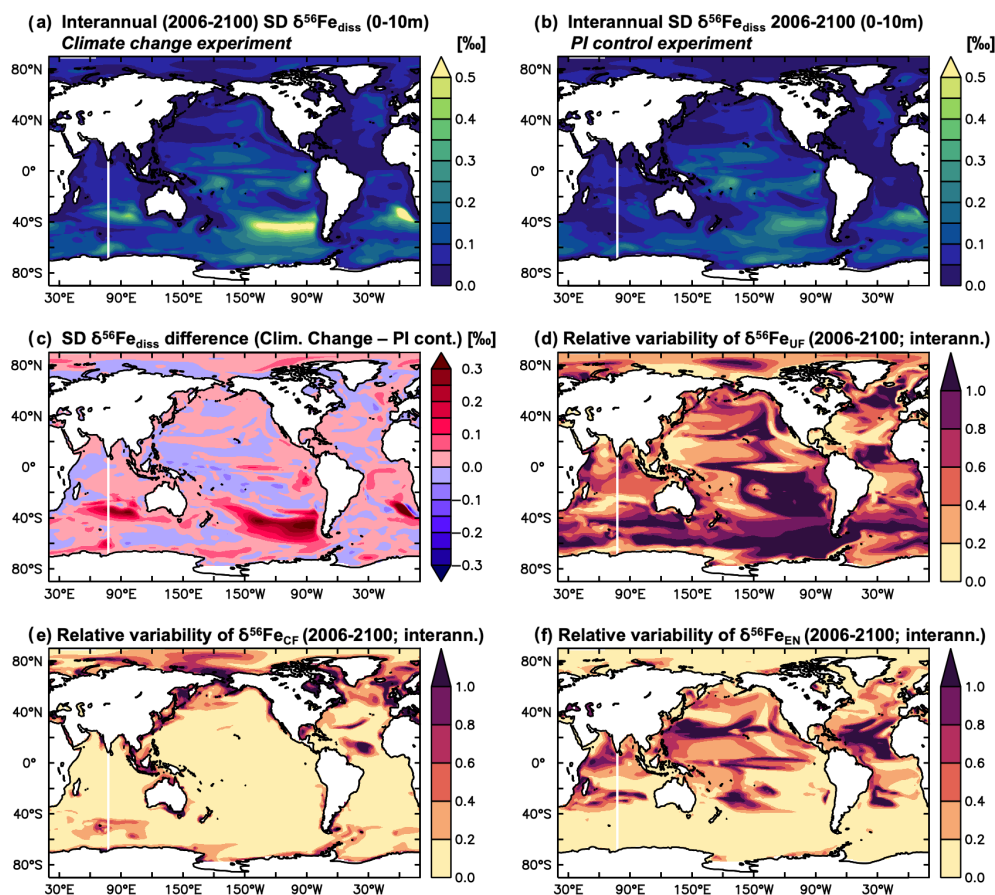 (a) Interannual (2006-2100) SD δ⁵⁶Fe_diss (0-10m)
Climate change experiment [‰]
80°N
40°N
0°
40°S
80°S
30°E 90°E 150°E 150°W 90°W 30°W
0.5
0.4
0.3
0.2
0.1
0.0
(b) Interannual SD δ⁵⁶Fe_diss 2006-2100 (0-10m)
PI control experiment [‰]
80°N
40°N
0°
40°S
80°S
30°E 90°E 150°E 150°W 90°W 30°W
0.5
0.4
0.3
0.2
0.1
0.0
(c) SD δ⁵⁶Fe_diss difference (Clim. Change – PI cont.) [‰]
80°N
40°N
0°
40°S
80°S
30°E 90°E 150°E 150°W 90°W 30°W
0.3
0.2
0.1
0.0
–0.1
–0.2
–0.3
(d) Relative variability of δ⁵⁶Fe_UF (2006-2100; interann.)
80°N
40°N
0°
40°S
80°S
30°E 90°E 150°E 150°W 90°W 30°W
1.0
0.8
0.6
0.4
0.2
0.0
(e) Relative variability of δ⁵⁶Fe_CF (2006-2100; interann.)
80°N
40°N
0°
40°S
80°S
30°E 90°E 150°E 150°W 90°W 30°W
1.0
0.8
0.6
0.4
0.2
0.0
(f) Relative variability of δ⁵⁶Fe_EN (2006-2100; interann.)
80°N
40°N
0°
40°S
80°S
30°E 90°E 150°E 150°W 90°W 30°W
1.0
0.8
0.6
0.4
0.2
0.0